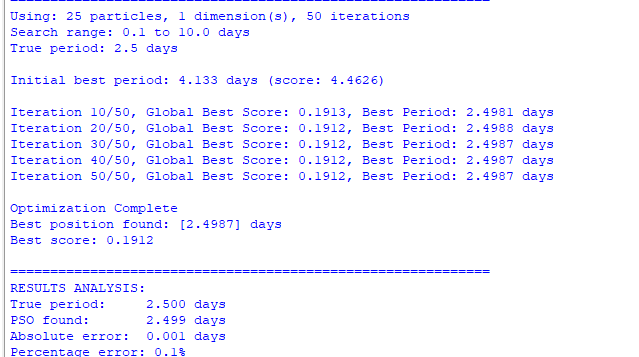 ============================================================
Using: 25 particles, 1 dimension(s), 50 iterations
Search range: 0.1 to 10.0 days
True period: 2.5 days
Initial best period: 4.133 days (score: 4.4626)
Iteration 10/50, Global Best Score: 0.1913, Best Period: 2.4981 days
Iteration 20/50, Global Best Score: 0.1912, Best Period: 2.4988 days
Iteration 30/50, Global Best Score: 0.1912, Best Period: 2.4987 days
Iteration 40/50, Global Best Score: 0.1912, Best Period: 2.4987 days
Iteration 50/50, Global Best Score: 0.1912, Best Period: 2.4987 days
Optimization Complete
Best position found: [2.4987] days
Best score: 0.1912
============================================================
RESULTS ANALYSIS:
True period:     2.500 days
PSO found:       2.499 days
Absolute error:  0.001 days
Percentage error: 0.1%